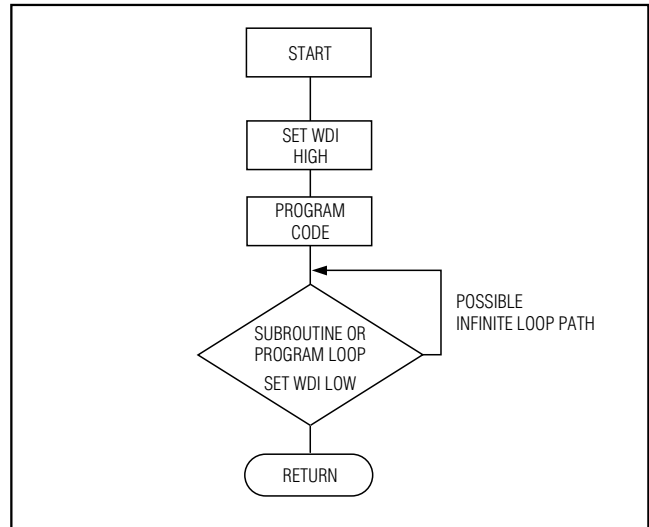 START
SET WDI
HIGH
PROGRAM
CODE
POSSIBLE
INFINITE LOOP PATH
SUBROUTINE OR
PROGRAM LOOP
SET WDI LOW
RETURN